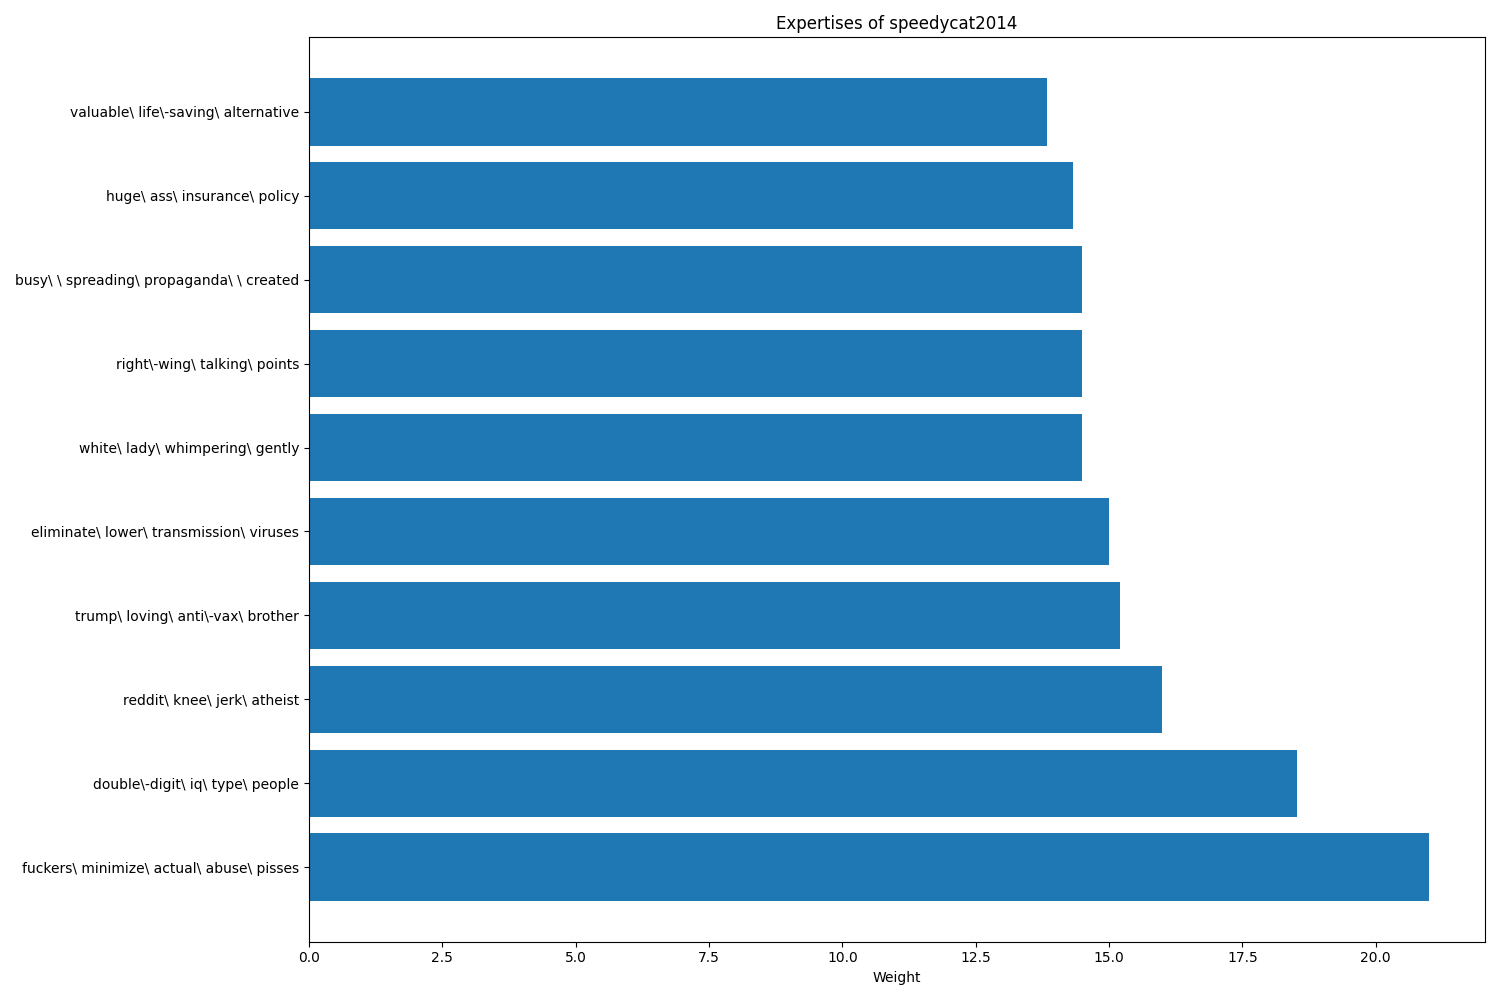 Expertises of speedycat2014
valuable\ life\-saving\ alternative
huge\ ass\ insurance\ policy
busy\ \ spreading\ propaganda\ \ created
right\-wing\ talking\ points
white\ lady\ whimpering\ gently
eliminate\ lower\ transmission\ viruses
trump\ loving\ anti\-vax\ brother
reddit\ knee\ jerk\ atheist
double\-digit\ iq\ type\ people
fuckers\ minimize\ actual\ abuse\ pisses
0.0 2.5 5.0 7.5 10.0 12.5 15.0 17.5 20.0
Weight